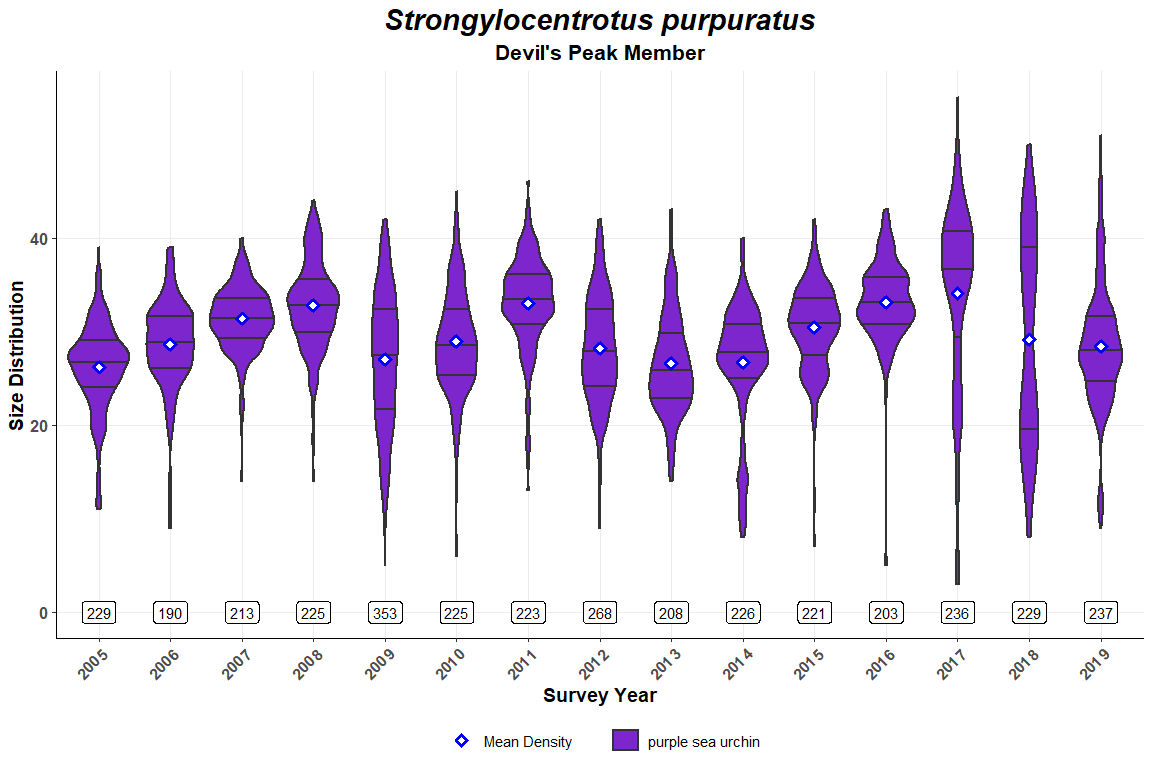 Strongylocentrotus purpuratus
Devil's Peak Member
Size Distribution
40
20
0
229 190 213 225 353 225 223 268 208 226 221 203 236 229 237
2005 2006 2007 2008 2009 2010 2011 2012 2013 2014 2015 2016 2017 2018 2019
Survey Year
Mean Density purple sea urchin